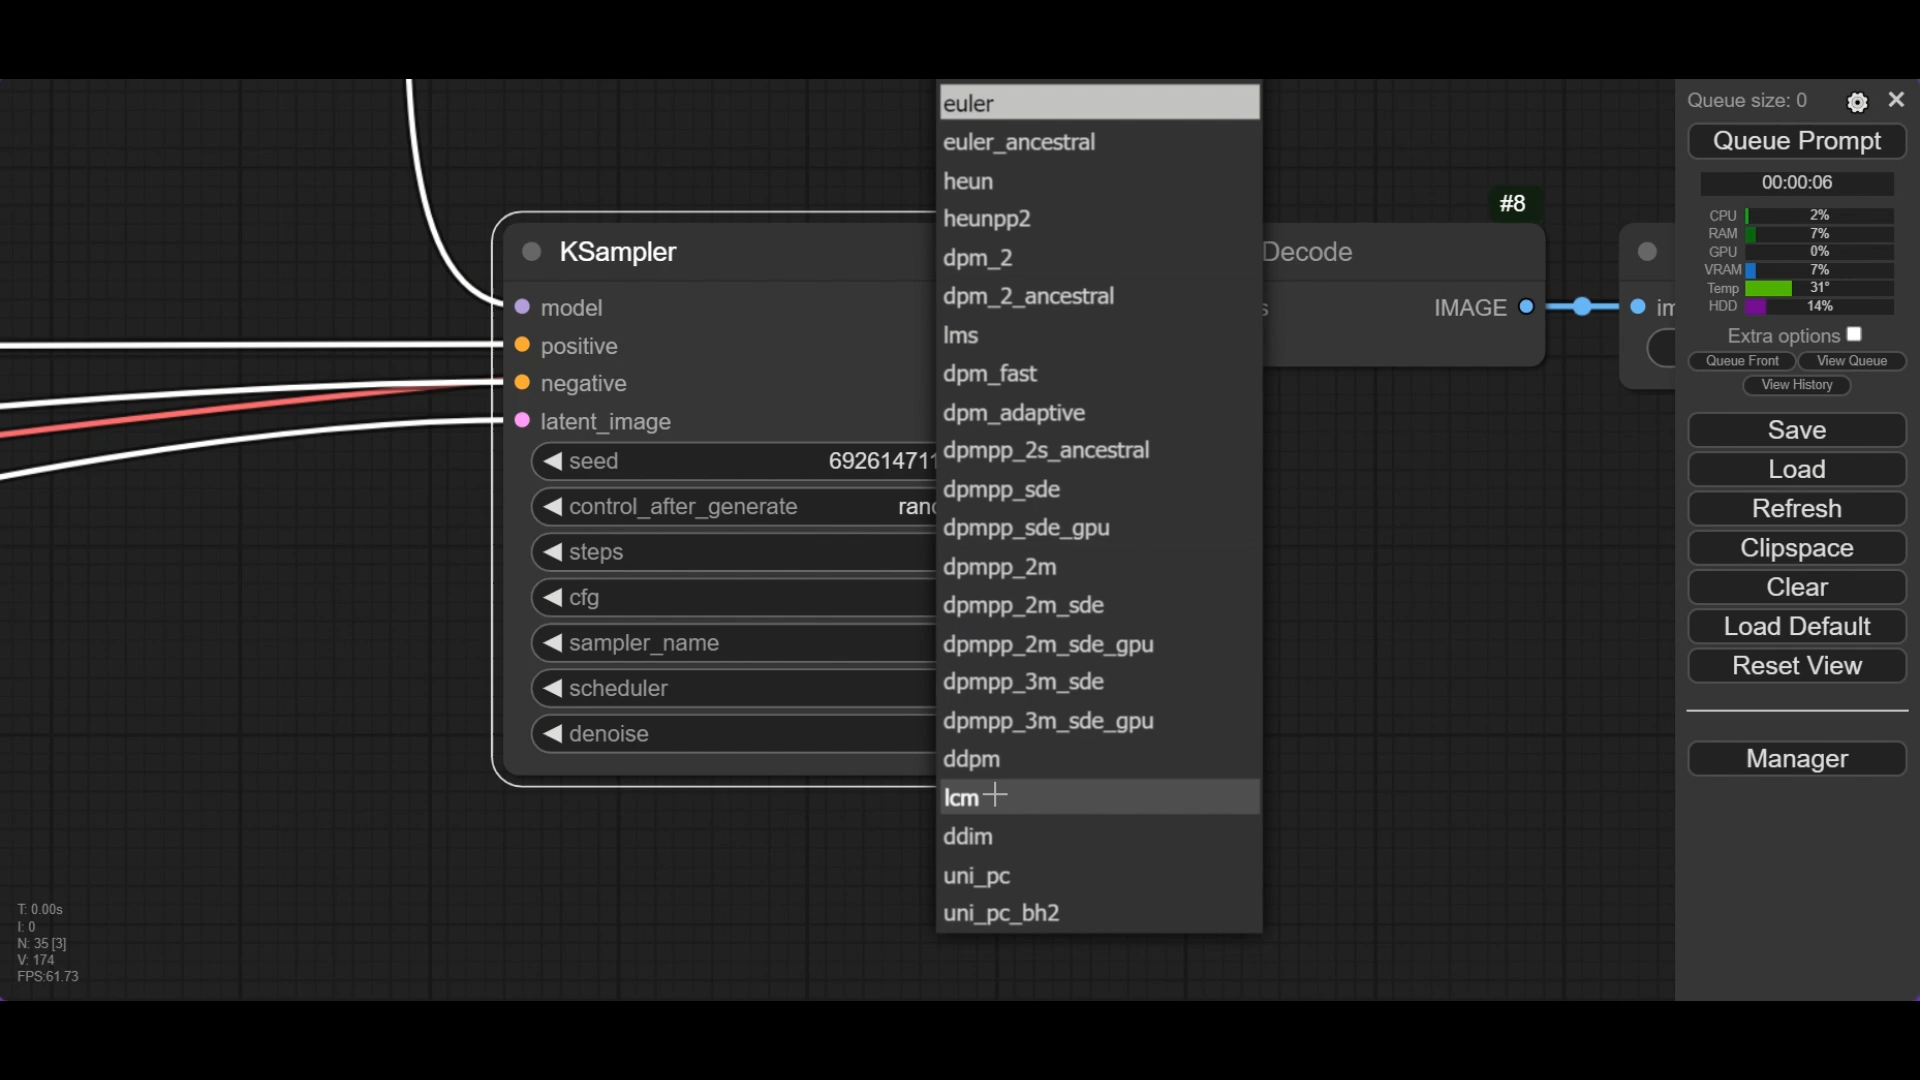 euler
euler_ancestral
heun
heunpp2
dpm_2
dpm_2_ancestral
lms
dpm_fast
dpm_adaptive
dpmpp_2s_ancestral
dpmpp_sde
dpmpp_sde_gpu
dpmpp_2m
dpmpp_2m_sde
dpmpp_2m_sde_gpu
dpmpp_3m_sde
dpmpp_3m_sde_gpu
ddpm
lcm
ddim
uni_pc
uni_pc_bh2
KSampler
model
positive
negative
latent_image
seed 692614711
control_after_generate
steps
cfg
sampler_name
scheduler
denoise
#8
Decode
IMAGE
Queue size: 0
Queue Prompt
00:00:06
CPU 2%
RAM 7%
GPU 0%
VRAM 7%
Temp 31°
HDD 14%
Extra options
Queue Front View Queue
View History
Save
Load
Refresh
Clipspace
Clear
Load Default
Reset View
Manager
T: 0.00s
I: 0
N: 35 [3]
V: 174
FPS:61.73